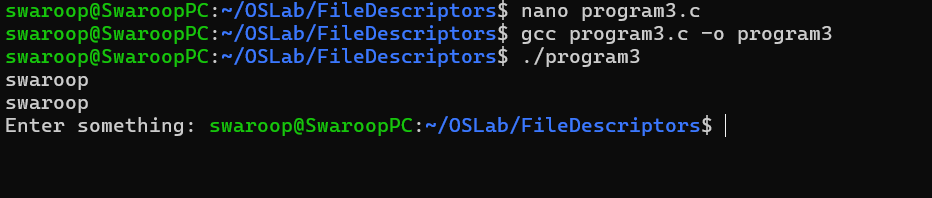 swaroop@SwaroopPC:~/OSLab/FileDescriptors$ nano program3.c
swaroop@SwaroopPC:~/OSLab/FileDescriptors$ gcc program3.c -o program3
swaroop@SwaroopPC:~/OSLab/FileDescriptors$ ./program3
swaroop
swaroop
Enter something: swaroop@SwaroopPC:~/OSLab/FileDescriptors$